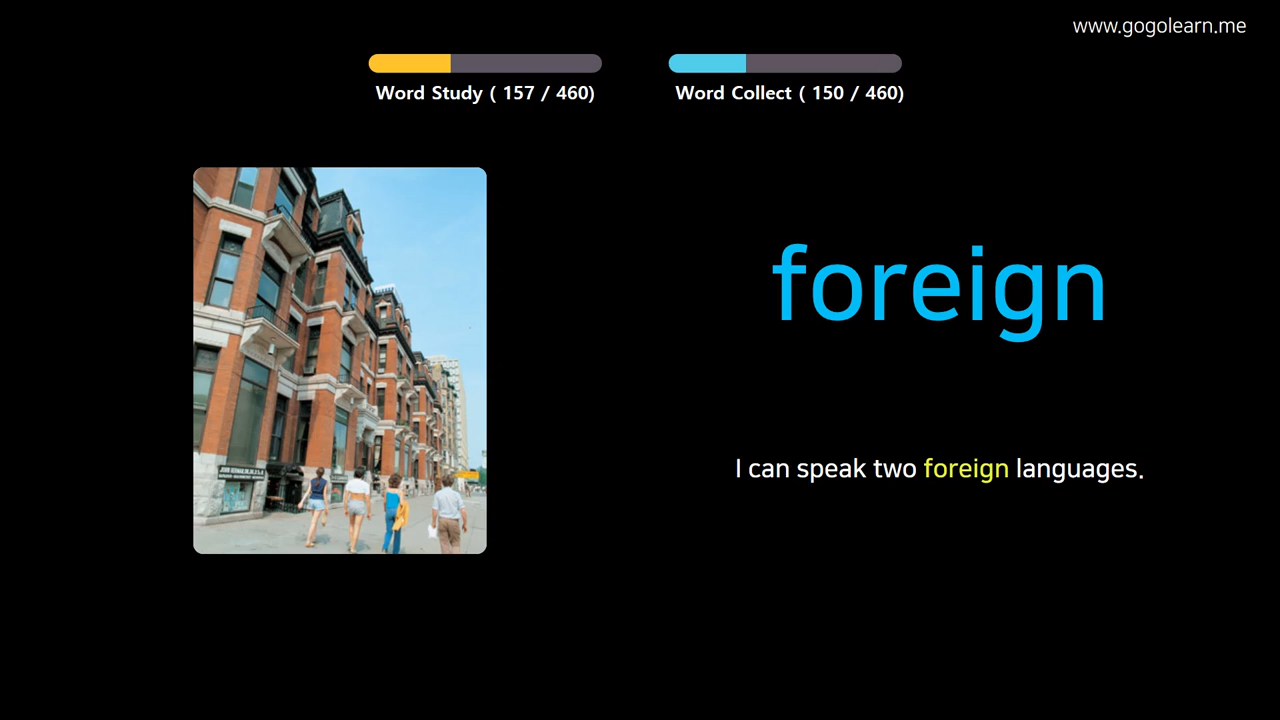 www.gogolearn.me
Word Study ( 157 / 460)
Word Collect ( 150 / 460)
foreign
I can speak two foreign languages.